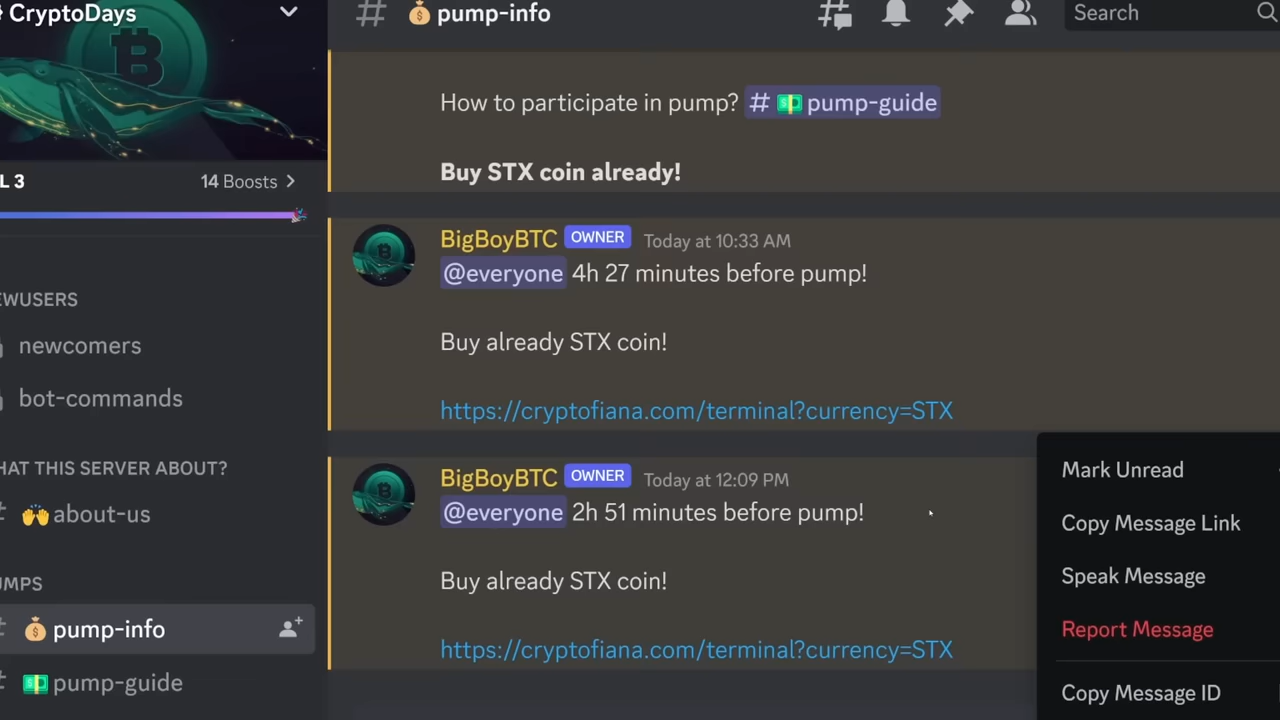 CryptoDays
L 3
14 Boosts
EWUSERS
newcomers
bot-commands
HAT THIS SERVER ABOUT?
🙌 about-us
UMPS
💰 pump-info
💵 pump-guide
# 💰 pump-info
Search
How to participate in pump? # 💵 pump-guide
Buy STX coin already!
BigBoyBTC OWNER Today at 10:33 AM
@everyone 4h 27 minutes before pump!
Buy already STX coin!
https://cryptofiana.com/terminal?currency=STX
BigBoyBTC OWNER Today at 12:09 PM
@everyone 2h 51 minutes before pump!
Buy already STX coin!
https://cryptofiana.com/terminal?currency=STX
Mark Unread
Copy Message Link
Speak Message
Report Message
Copy Message ID